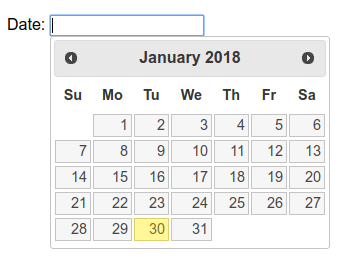 Date:
January 2018
Su Mo Tu We Th Fr Sa
1 2 3 4 5 6
7 8 9 10 11 12 13
14 15 16 17 18 19 20
21 22 23 24 25 26 27
28 29 30 31